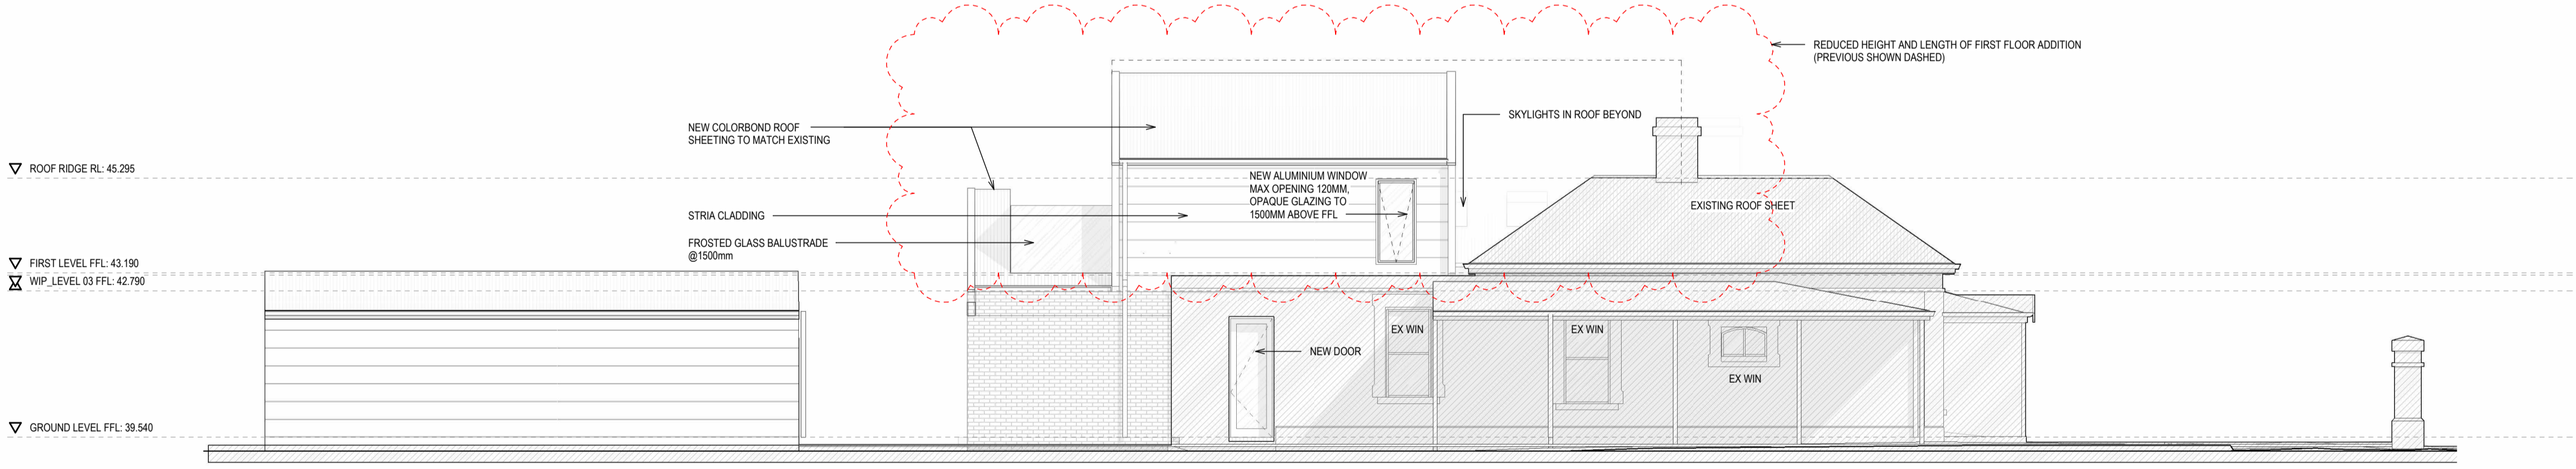 REDUCED HEIGHT AND LENGTH OF FIRST FLOOR ADDITION
(PREVIOUS SHOWN DASHED)
SKYLIGHTS IN ROOF BEYOND
NEW COLORBOND ROOF
SHEETING TO MATCH EXISTING
ROOF RIDGE RL: 45.295
NEW ALUMINIUM WINDOW
MAX OPENING 120MM,
OPAQUE GLAZING TO
1500MM ABOVE FFL
EXISTING ROOF SHEET
STRIA CLADDING
FROSTED GLASS BALUSTRADE
@1500mm
FIRST LEVEL FFL: 43.190
WIP_LEVEL 03 FFL: 42.790
EX WIN
EX WIN
NEW DOOR
EX WIN
GROUND LEVEL FFL: 39.540